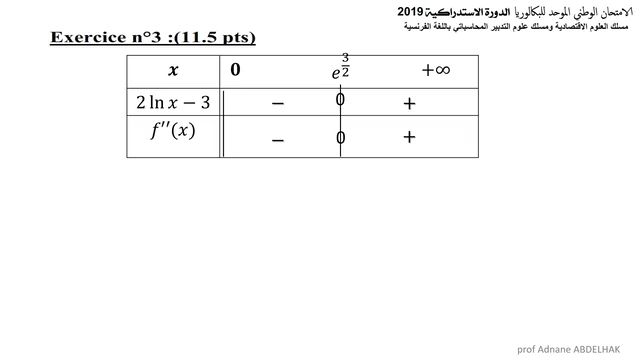 الامتحان الوطني الموحد للبكالوريا الدورة الاستدراكية 2019
مسلك العلوم الاقتصادية ومسلك علوم التدبير المحاسباتي باللغة الفرنسية
Exercice n°3 :(11.5 pts)
x 0 e^{3/2} +∞
2 ln x − 3 − 0 +
f′′(x) − 0 +
prof Adnane ABDELHAK